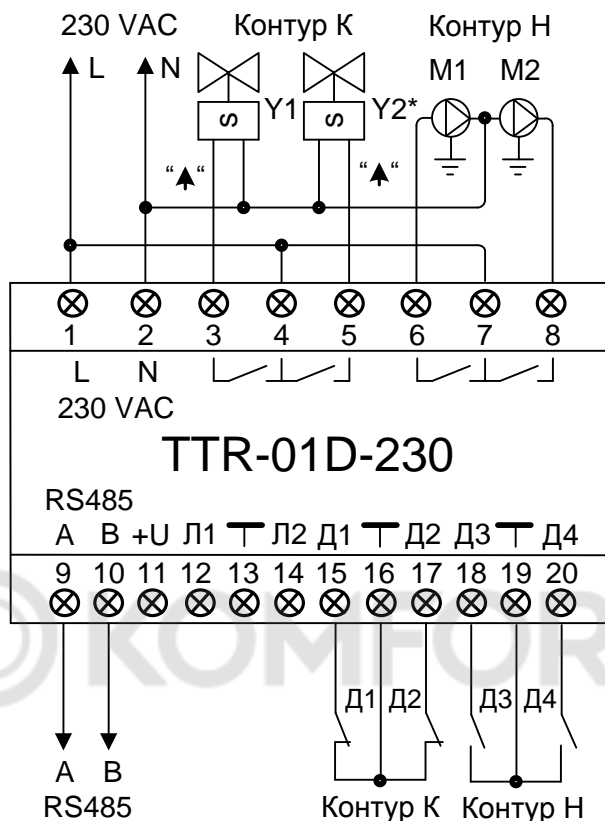 230 VAC Контур К Контур Н
L N M1 M2
S Y1 S Y2*
“ “ “ “
1 2 3 4 5 6 7 8
L N
230 VAC
TTR-01D-230
RS485
A B +U Л1 Л2 Д1 Д2 Д3 Д4
9 10 11 12 13 14 15 16 17 18 19 20
KOMFOR
Д1 Д2 Д3 Д4
A B
RS485 Контур К Контур Н